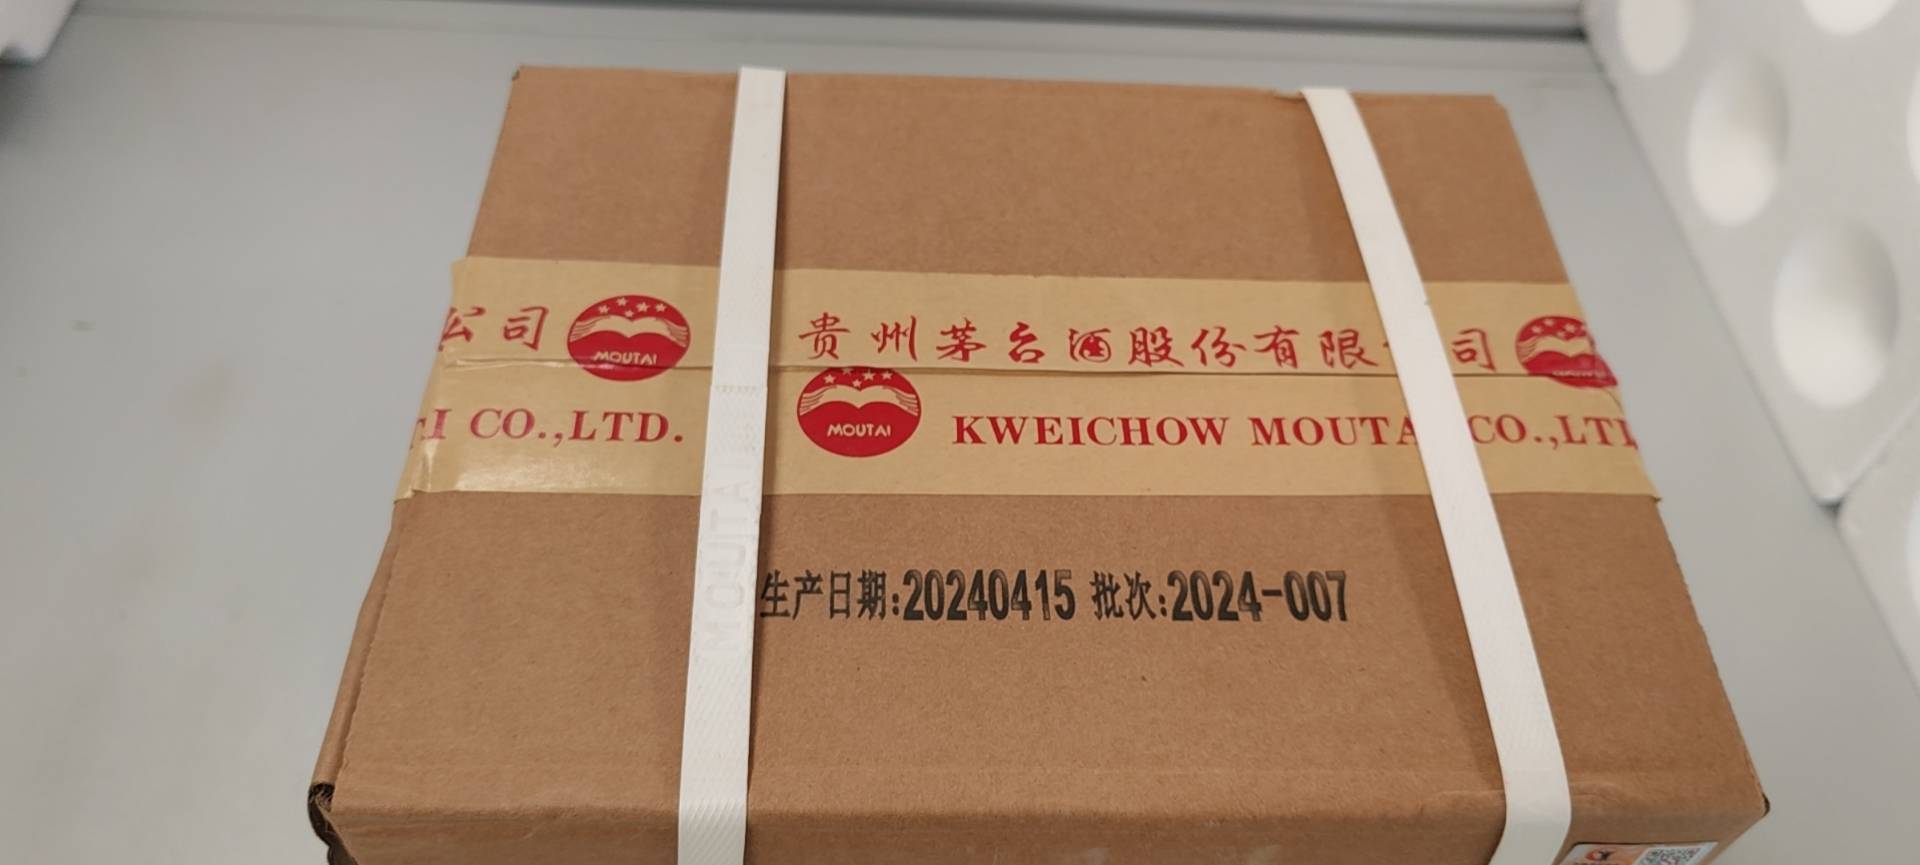 公司 MOUTAI 贵州茅台酒股份有限 司
I CO.,LTD. MOUTAI KWEICHOW MOUTA CO.,LT
MOUTAI
生产日期:20240415 批次:2024-007